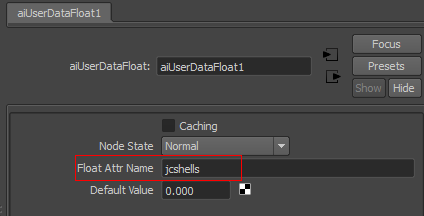 aiUserDataFloat1
Focus
aiUserDataFloat: aiUserDataFloat1
Presets
Show Hide
Caching
Node State Normal
Float Attr Name jcshells
Default Value 0.000